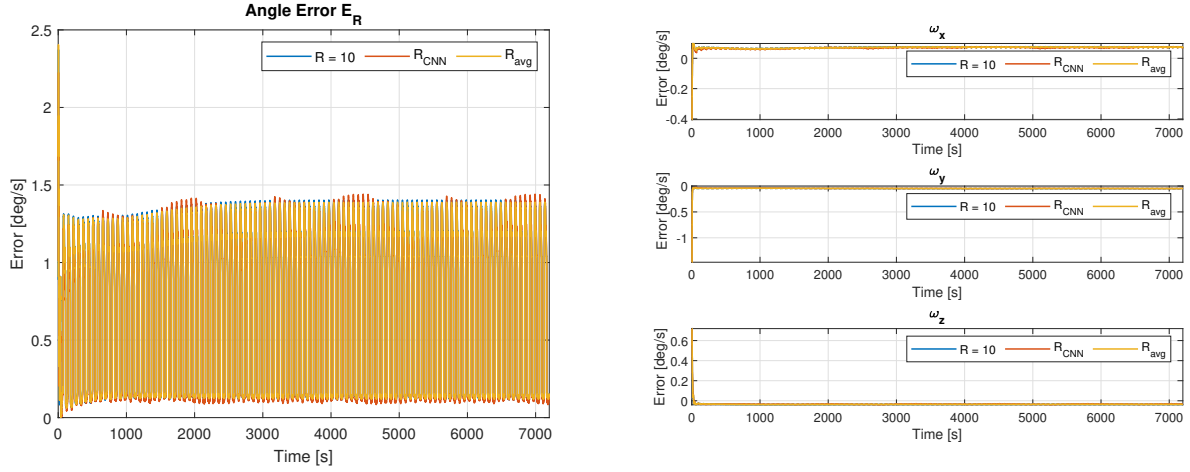 Angle Error E_R
2.5
2
1.5
1
0.5
0
Error [deg/s]
R = 10 R_CNN R_avg
0 1000 2000 3000 4000 5000 6000 7000
Time [s]
ω_x
0
-0.2
-0.4
Error [deg/s]
R = 10 R_CNN R_avg
0 1000 2000 3000 4000 5000 6000 7000
Time [s]
ω_y
0
-0.5
-1
Error [deg/s]
R = 10 R_CNN R_avg
0 1000 2000 3000 4000 5000 6000 7000
Time [s]
ω_z
0.6
0.4
0.2
0
Error [deg/s]
R = 10 R_CNN R_avg
0 1000 2000 3000 4000 5000 6000 7000
Time [s]